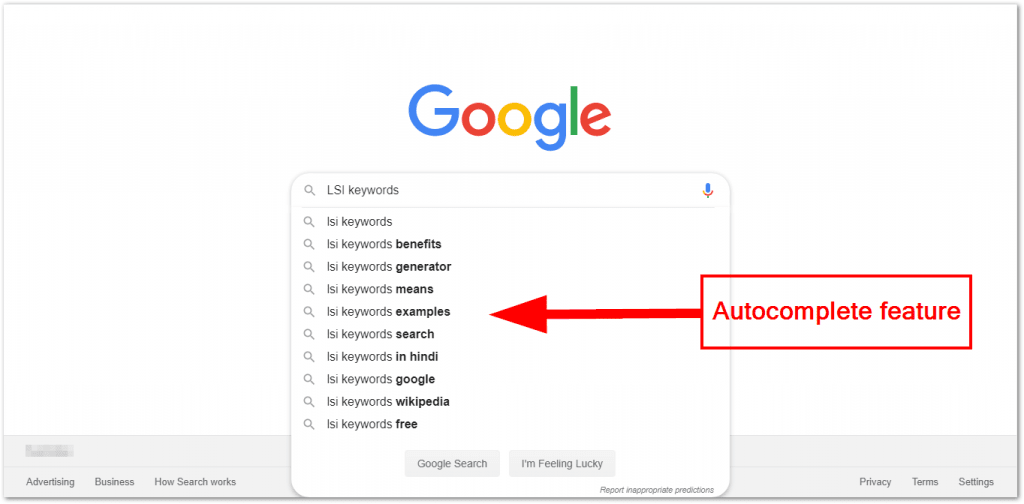 Google
LSI keywords
lsi keywords
lsi keywords benefits
lsi keywords generator
lsi keywords means
lsi keywords examples
lsi keywords search
lsi keywords in hindi
lsi keywords google
lsi keywords wikipedia
lsi keywords free
Autocomplete feature
Google Search I'm Feeling Lucky
Report inappropriate predictions
Advertising Business How Search works Privacy Terms Settings